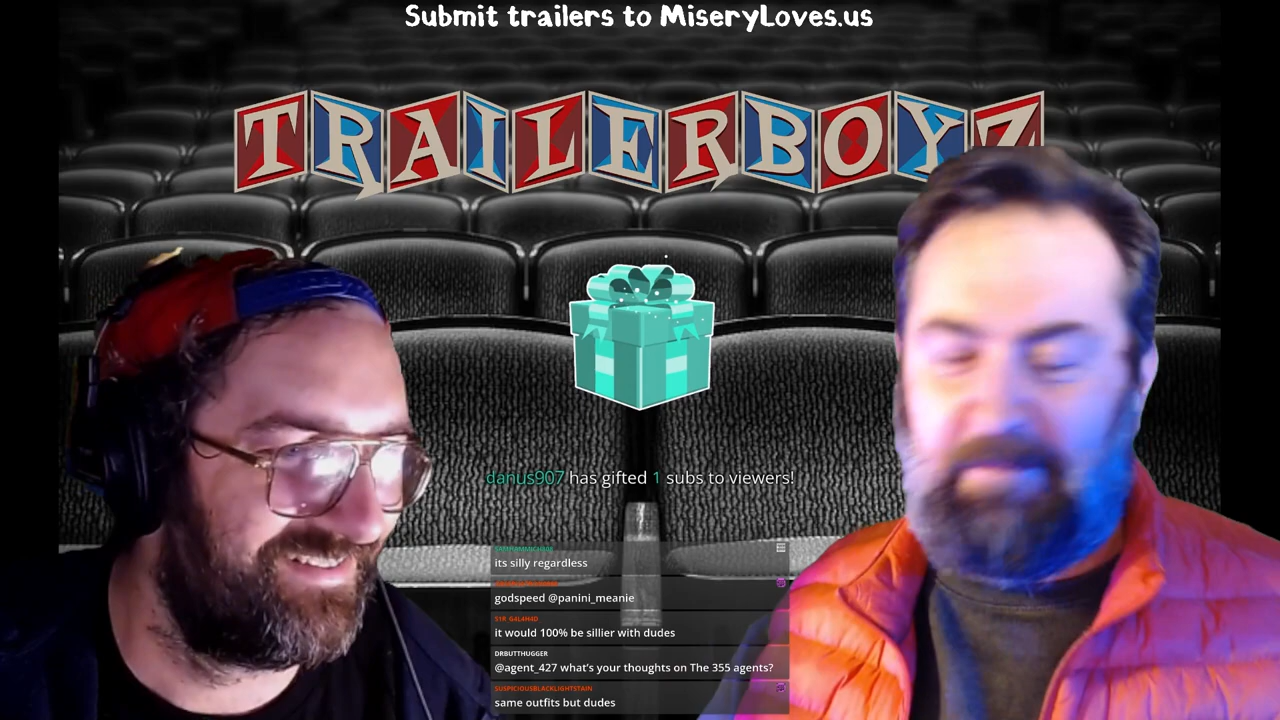 Submit trailers to MiseryLoves.us
TRAILERBOYZ
danus907 has gifted 1 subs to viewers!
its silly regardless
godspeed @panini_meanie
SYR_GAL4H4D
it would 100% be sillier with dudes
DRBUTTHUGGER
@agent_427 what's your thoughts on The 355 agents?
SUSPICIOUSBLACKLIGHTSTAIN
same outfits but dudes